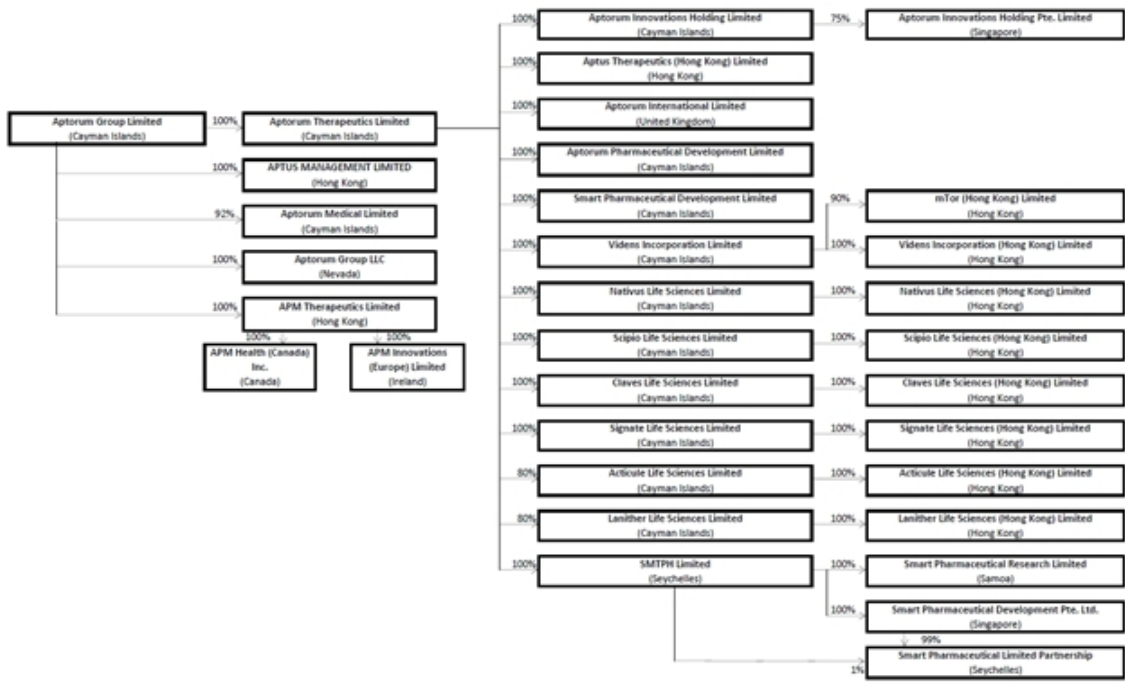 100%
Aptorum Innovations Holding Limited
(Cayman Islands)
75%
Aptorum Innovations Holding Pte. Limited
(Singapore)
100%
Aptus Therapeutics (Hong Kong) Limited
(Hong Kong)
100%
Aptorum International Limited
(United Kingdom)
Aptorum Group Limited
(Cayman Islands)
100%
Aptorum Therapeutics Limited
(Cayman Islands)
100%
Aptorum Pharmaceutical Development Limited
(Cayman Islands)
100%
APTUS MANAGEMENT LIMITED
(Hong Kong)
100%
Smart Pharmaceutical Development Limited
(Cayman Islands)
90%
mTor (Hong Kong) Limited
(Hong Kong)
92%
Aptorum Medical Limited
(Cayman Islands)
100%
Videns Incorporation Limited
(Cayman Islands)
100%
Videns Incorporation (Hong Kong) Limited
(Hong Kong)
100%
Aptorum Group LLC
(Nevada)
100%
Nativus Life Sciences Limited
(Cayman Islands)
100%
Nativus Life Sciences (Hong Kong) Limited
(Hong Kong)
100%
APM Therapeutics Limited
(Hong Kong)
100%
100%
APM Health (Canada)
Inc.
(Canada)
APM Innovations
(Europe) Limited
(Ireland)
100%
Scipio Life Sciences Limited
(Cayman Islands)
100%
Scipio Life Sciences (Hong Kong) Limited
(Hong Kong)
100%
Claves Life Sciences Limited
(Cayman Islands)
100%
Claves Life Sciences (Hong Kong) Limited
(Hong Kong)
100%
Signate Life Sciences Limited
(Cayman Islands)
100%
Signate Life Sciences (Hong Kong) Limited
(Hong Kong)
80%
Acticule Life Sciences Limited
(Cayman Islands)
100%
Acticule Life Sciences (Hong Kong) Limited
(Hong Kong)
80%
Lanither Life Sciences Limited
(Cayman Islands)
100%
Lanither Life Sciences (Hong Kong) Limited
(Hong Kong)
100%
SMTPH Limited
(Seychelles)
100%
Smart Pharmaceutical Research Limited
(Samoa)
100%
Smart Pharmaceutical Development Pte. Ltd.
(Singapore)
99%
1%
Smart Pharmaceutical Limited Partnership
(Seychelles)